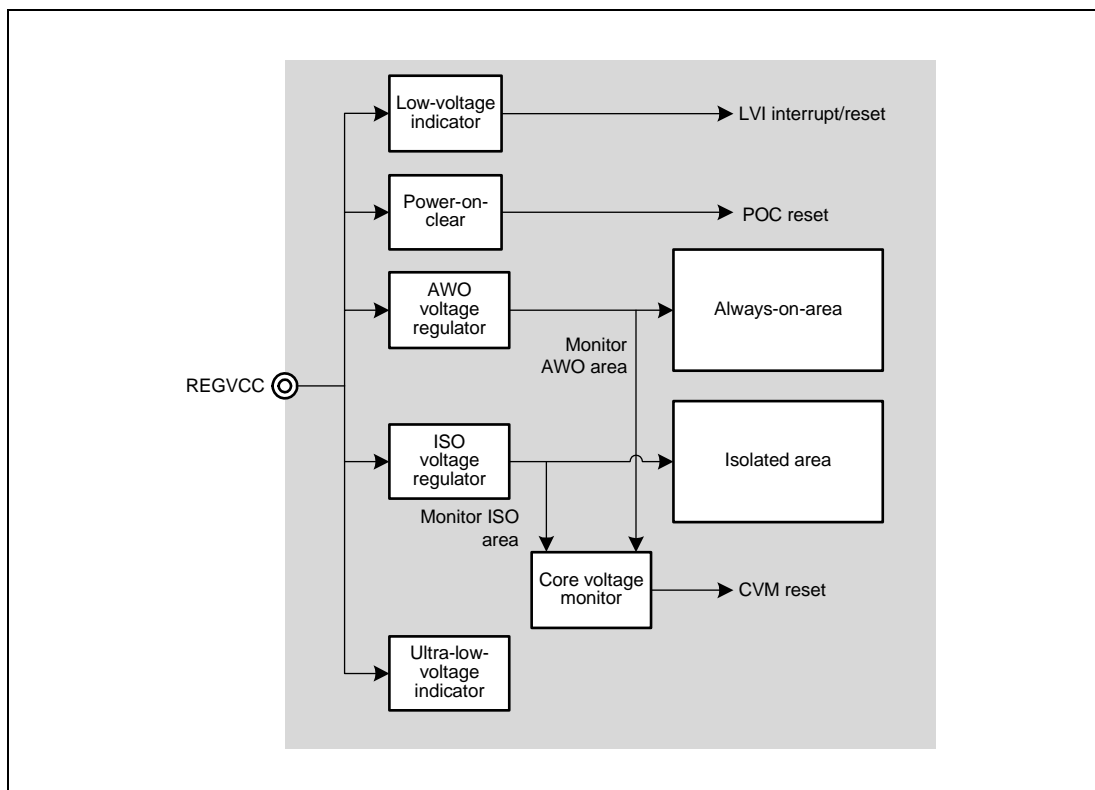 Low-voltage
indicator
LVI interrupt/reset
Power-on-
clear
POC reset
AWO
voltage
regulator
Always-on-area
Monitor
AWO area
REGVCC
ISO
voltage
regulator
Isolated area
Monitor ISO
area
Core voltage
monitor
CVM reset
Ultra-low-
voltage
indicator